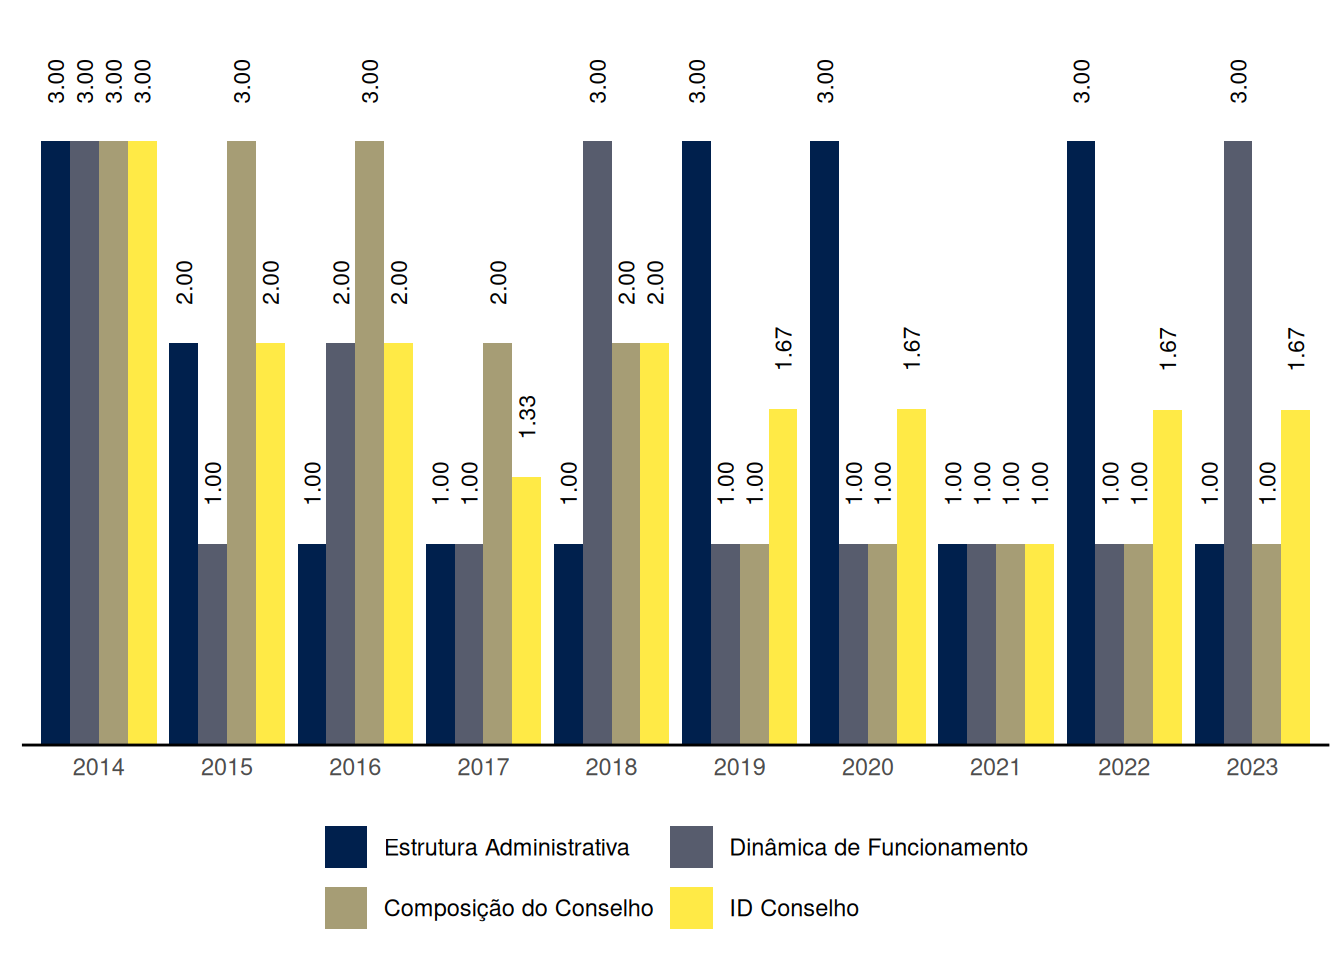 3.00 3.00 3.00 3.00 3.00 3.00 3.00 3.00 3.00 3.00 3.00
2.00 2.00 2.00 2.00 2.00 2.00 2.00
1.67 1.67 1.67 1.67
1.33
1.00 1.00 1.00 1.00 1.00 1.00 1.00 1.00 1.00 1.00 1.00 1.00 1.00 1.00 1.00 1.00 1.00
2014 2015 2016 2017 2018 2019 2020 2021 2022 2023
Estrutura Administrativa Dinâmica de Funcionamento
Composição do Conselho ID Conselho